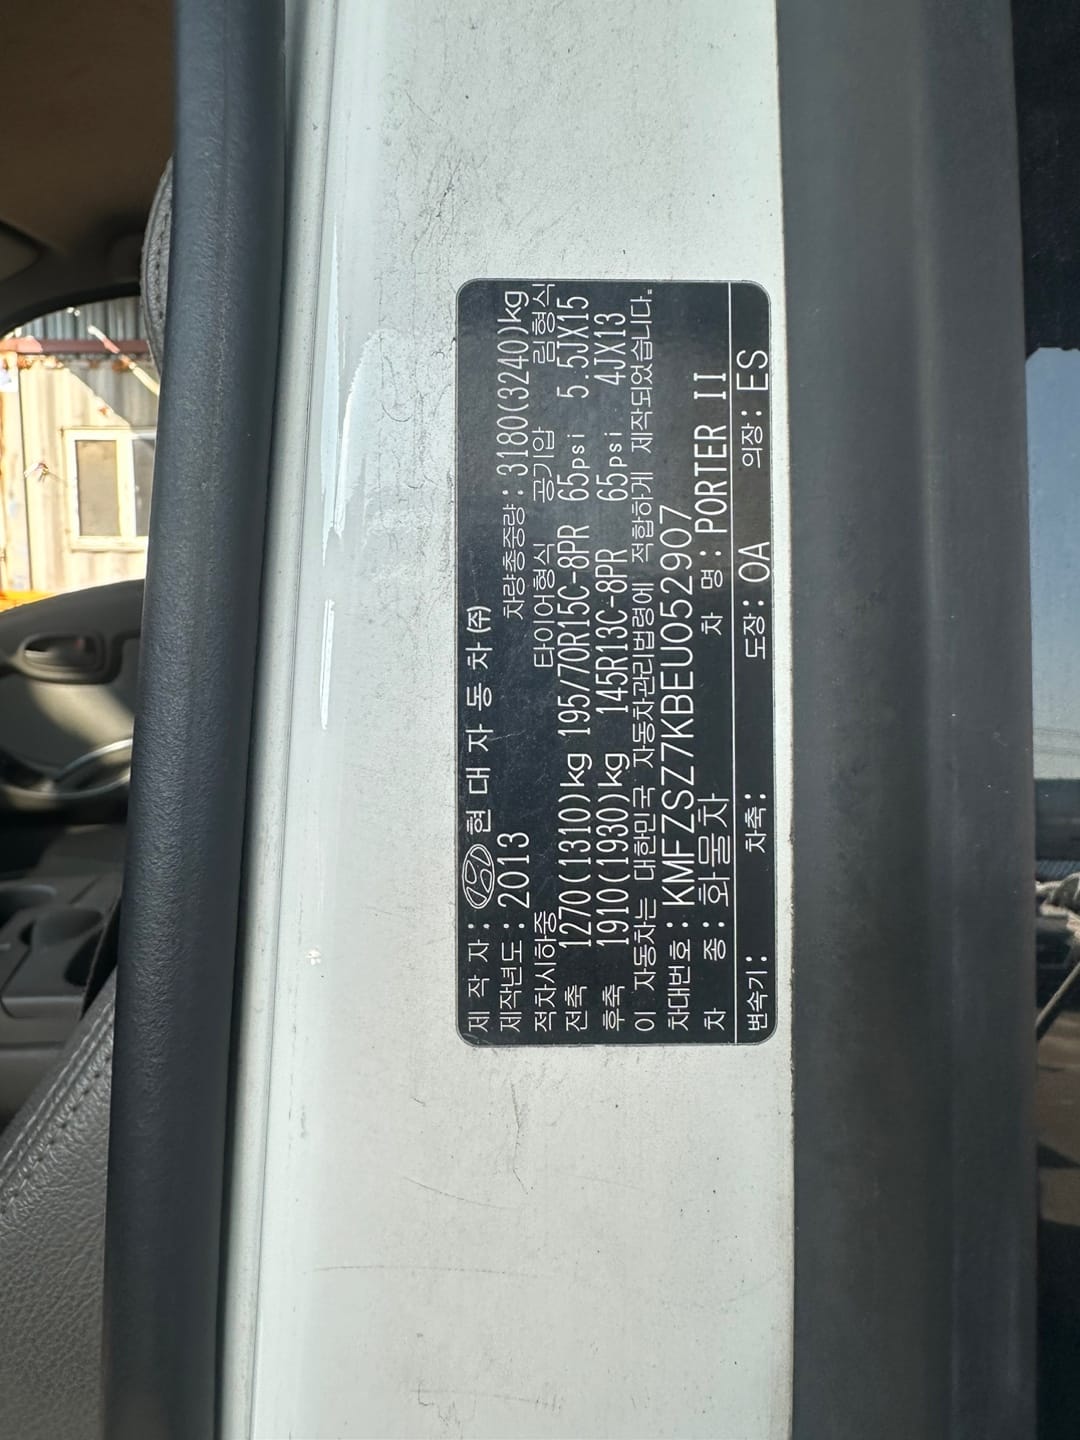 제 작 자 : 현 대 자 동 차 (주)
제작년도 : 2013 차량총중량 : 3180(3240)kg
적차시하중 타이어형식 공기압 림형식
전축 1270(1310)kg 195/70R15C-8PR 65psi 5.5JX15
후축 1910(1930)kg 145R13C-8PR 65psi 4JX13
이 자동차는 대한민국 자동차관리법령에 적합하게 제작되었습니다.
차대번호 : KMFZSZ7KBEU052907
차 종 : 화물차 차 명 : PORTER II
변속기 : 차축 : 도장 : OA 의장 : ES